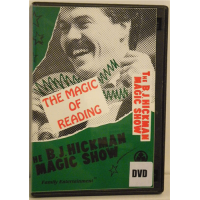 THE MAGIC
OF
READING
THE B J HICKMAN
MAGIC SHOW
THE B J HICKMAN
MAGIC SHOW
DVD